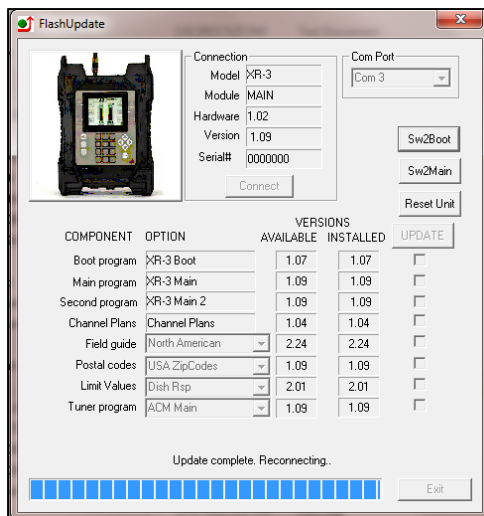 FlashUpdate
Connection
Model XR-3
Module MAIN
Hardware 1.02
Version 1.09
Serial# 0000000
Connect
Com Port
Com 3
Sw2Boot
Sw2Main
Reset Unit
VERSIONS
COMPONENT OPTION AVAILABLE INSTALLED UPDATE
Boot program XR-3 Boot 1.07 1.07
Main program XR-3 Main 1.09 1.09
Second program XR-3 Main 2 1.09 1.09
Channel Plans Channel Plans 1.04 1.04
Field guide North American 2.24 2.24
Postal codes USA ZipCodes 1.09 1.09
Limit Values Dish Rsp 2.01 2.01
Tuner program ACM Main 1.09 1.09
Update complete. Reconnecting..
Exit